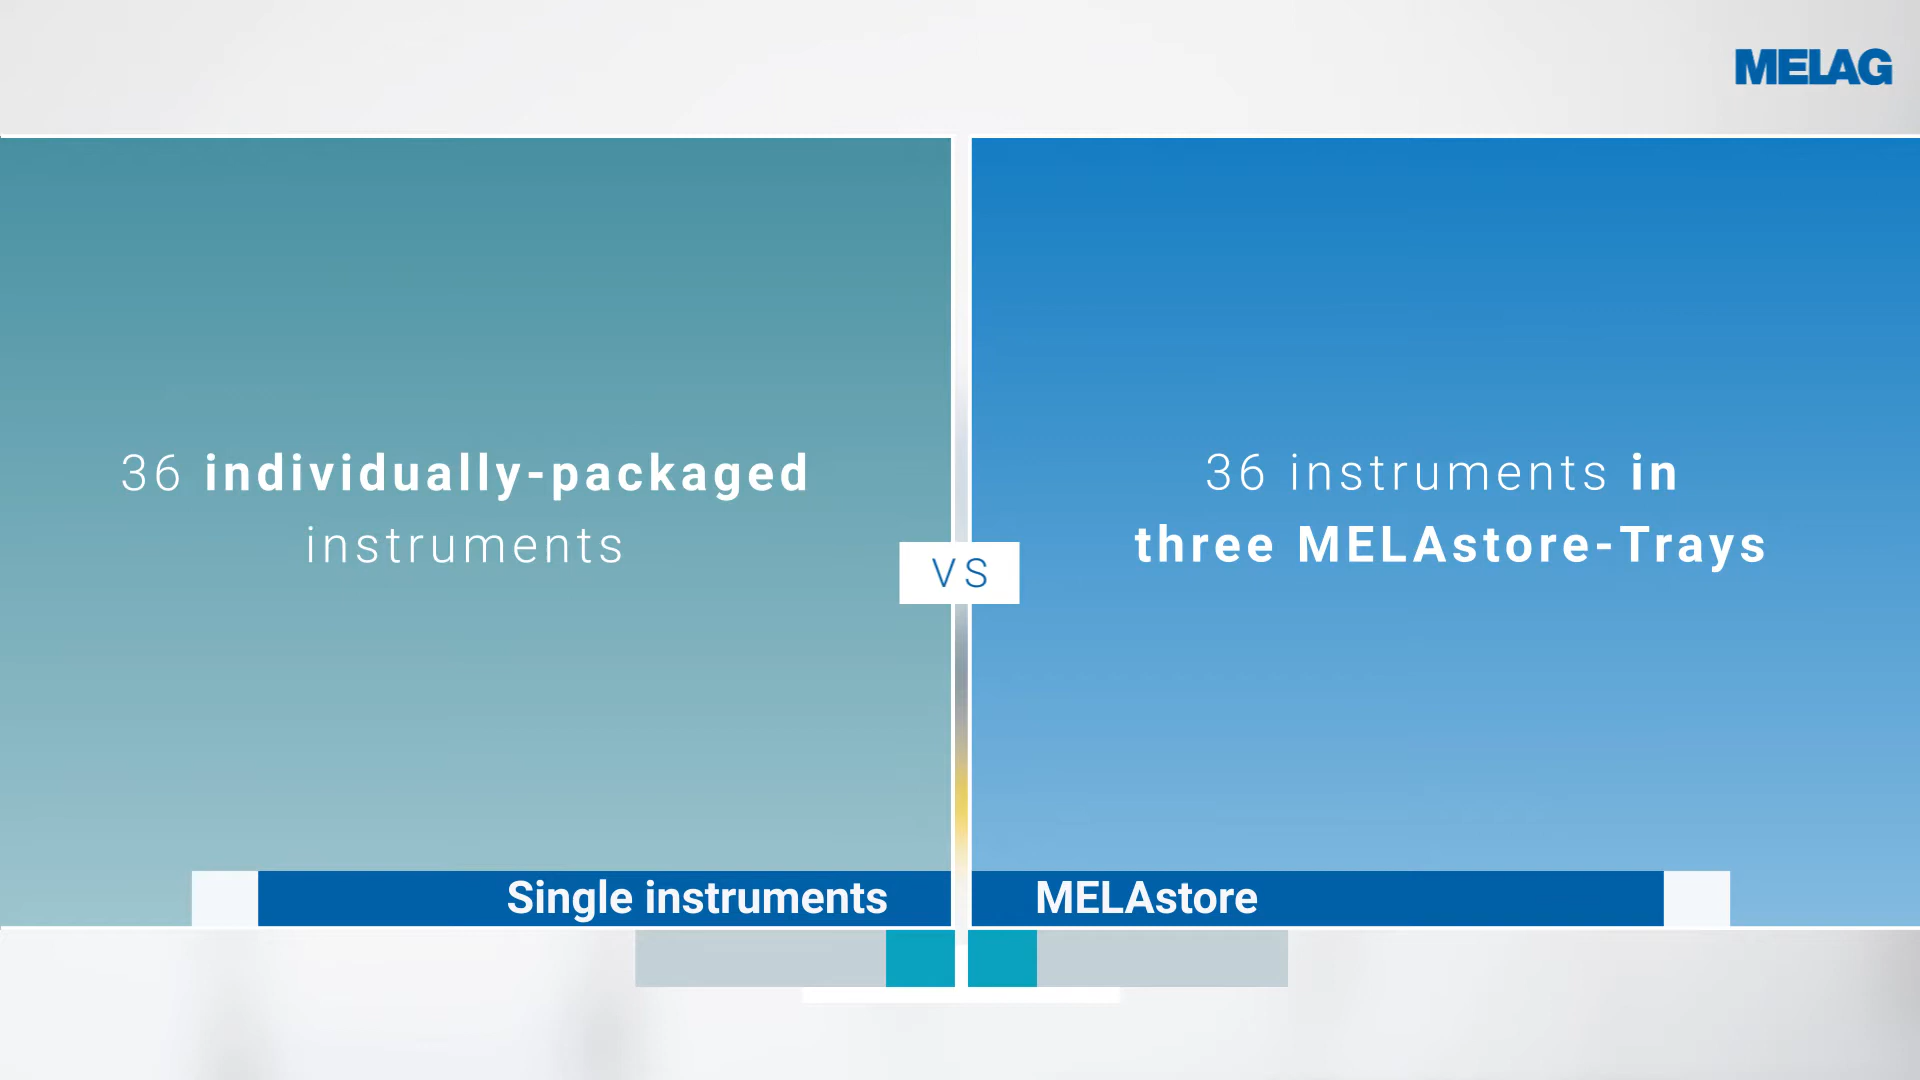 MELAG
36 individually-packaged
instruments
VS
36 instruments in
three MELAstore-Trays
Single instruments
MELAstore